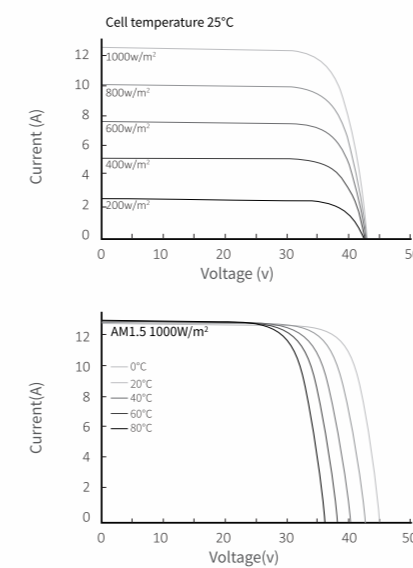 Cell temperature 25°C
Current (A)
12
10
8
6
4
2
0
1000w/m²
800w/m²
600w/m²
400w/m²
200w/m²
0 10 20 30 40
Voltage (v)
AM1.5 1000W/m²
Current(A)
12
10
8
6
4
2
0
0°C
20°C
40°C
60°C
80°C
0 10 20 30 40
Voltage(v)